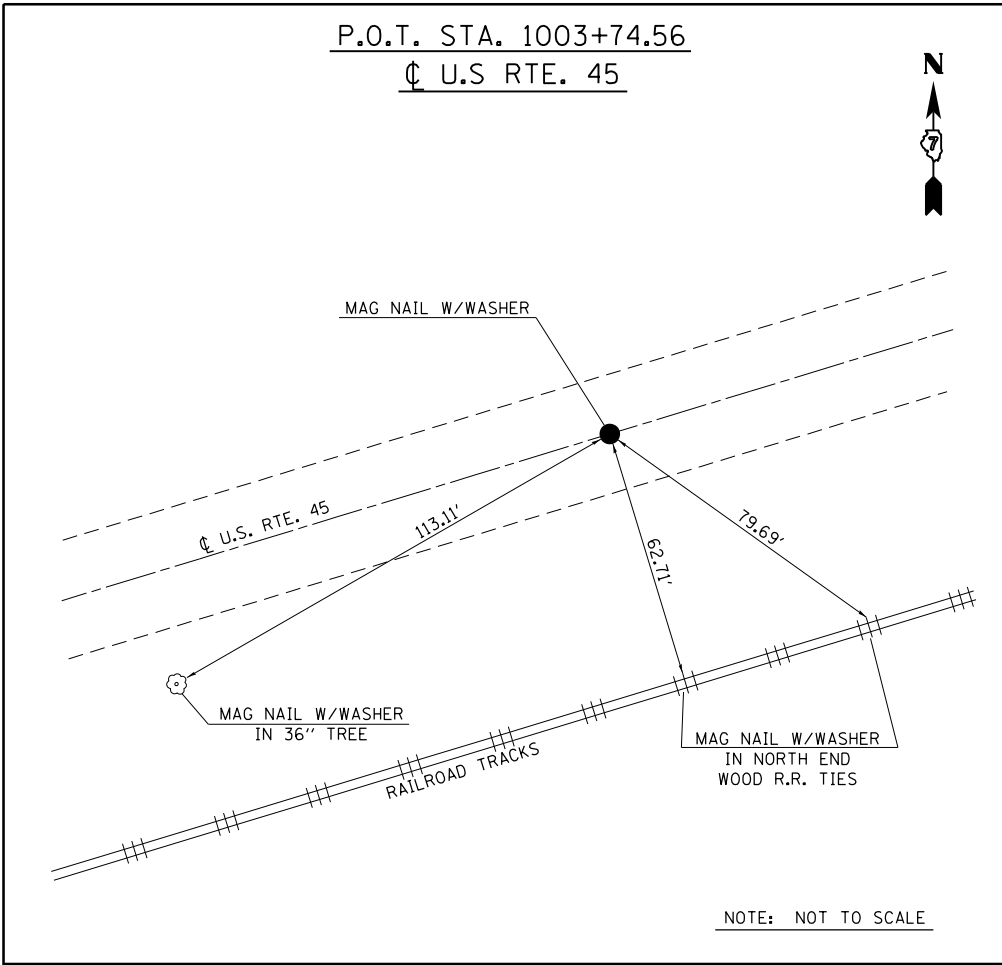 P.O.T. STA. 1003+74.56
℄ U.S RTE. 45
N
7
MAG NAIL W/WASHER
℄ U.S. RTE. 45
113.11'
62.71'
79.69'
MAG NAIL W/WASHER
IN 36'' TREE
RAILROAD TRACKS
MAG NAIL W/WASHER
IN NORTH END
WOOD R.R. TIES
NOTE: NOT TO SCALE